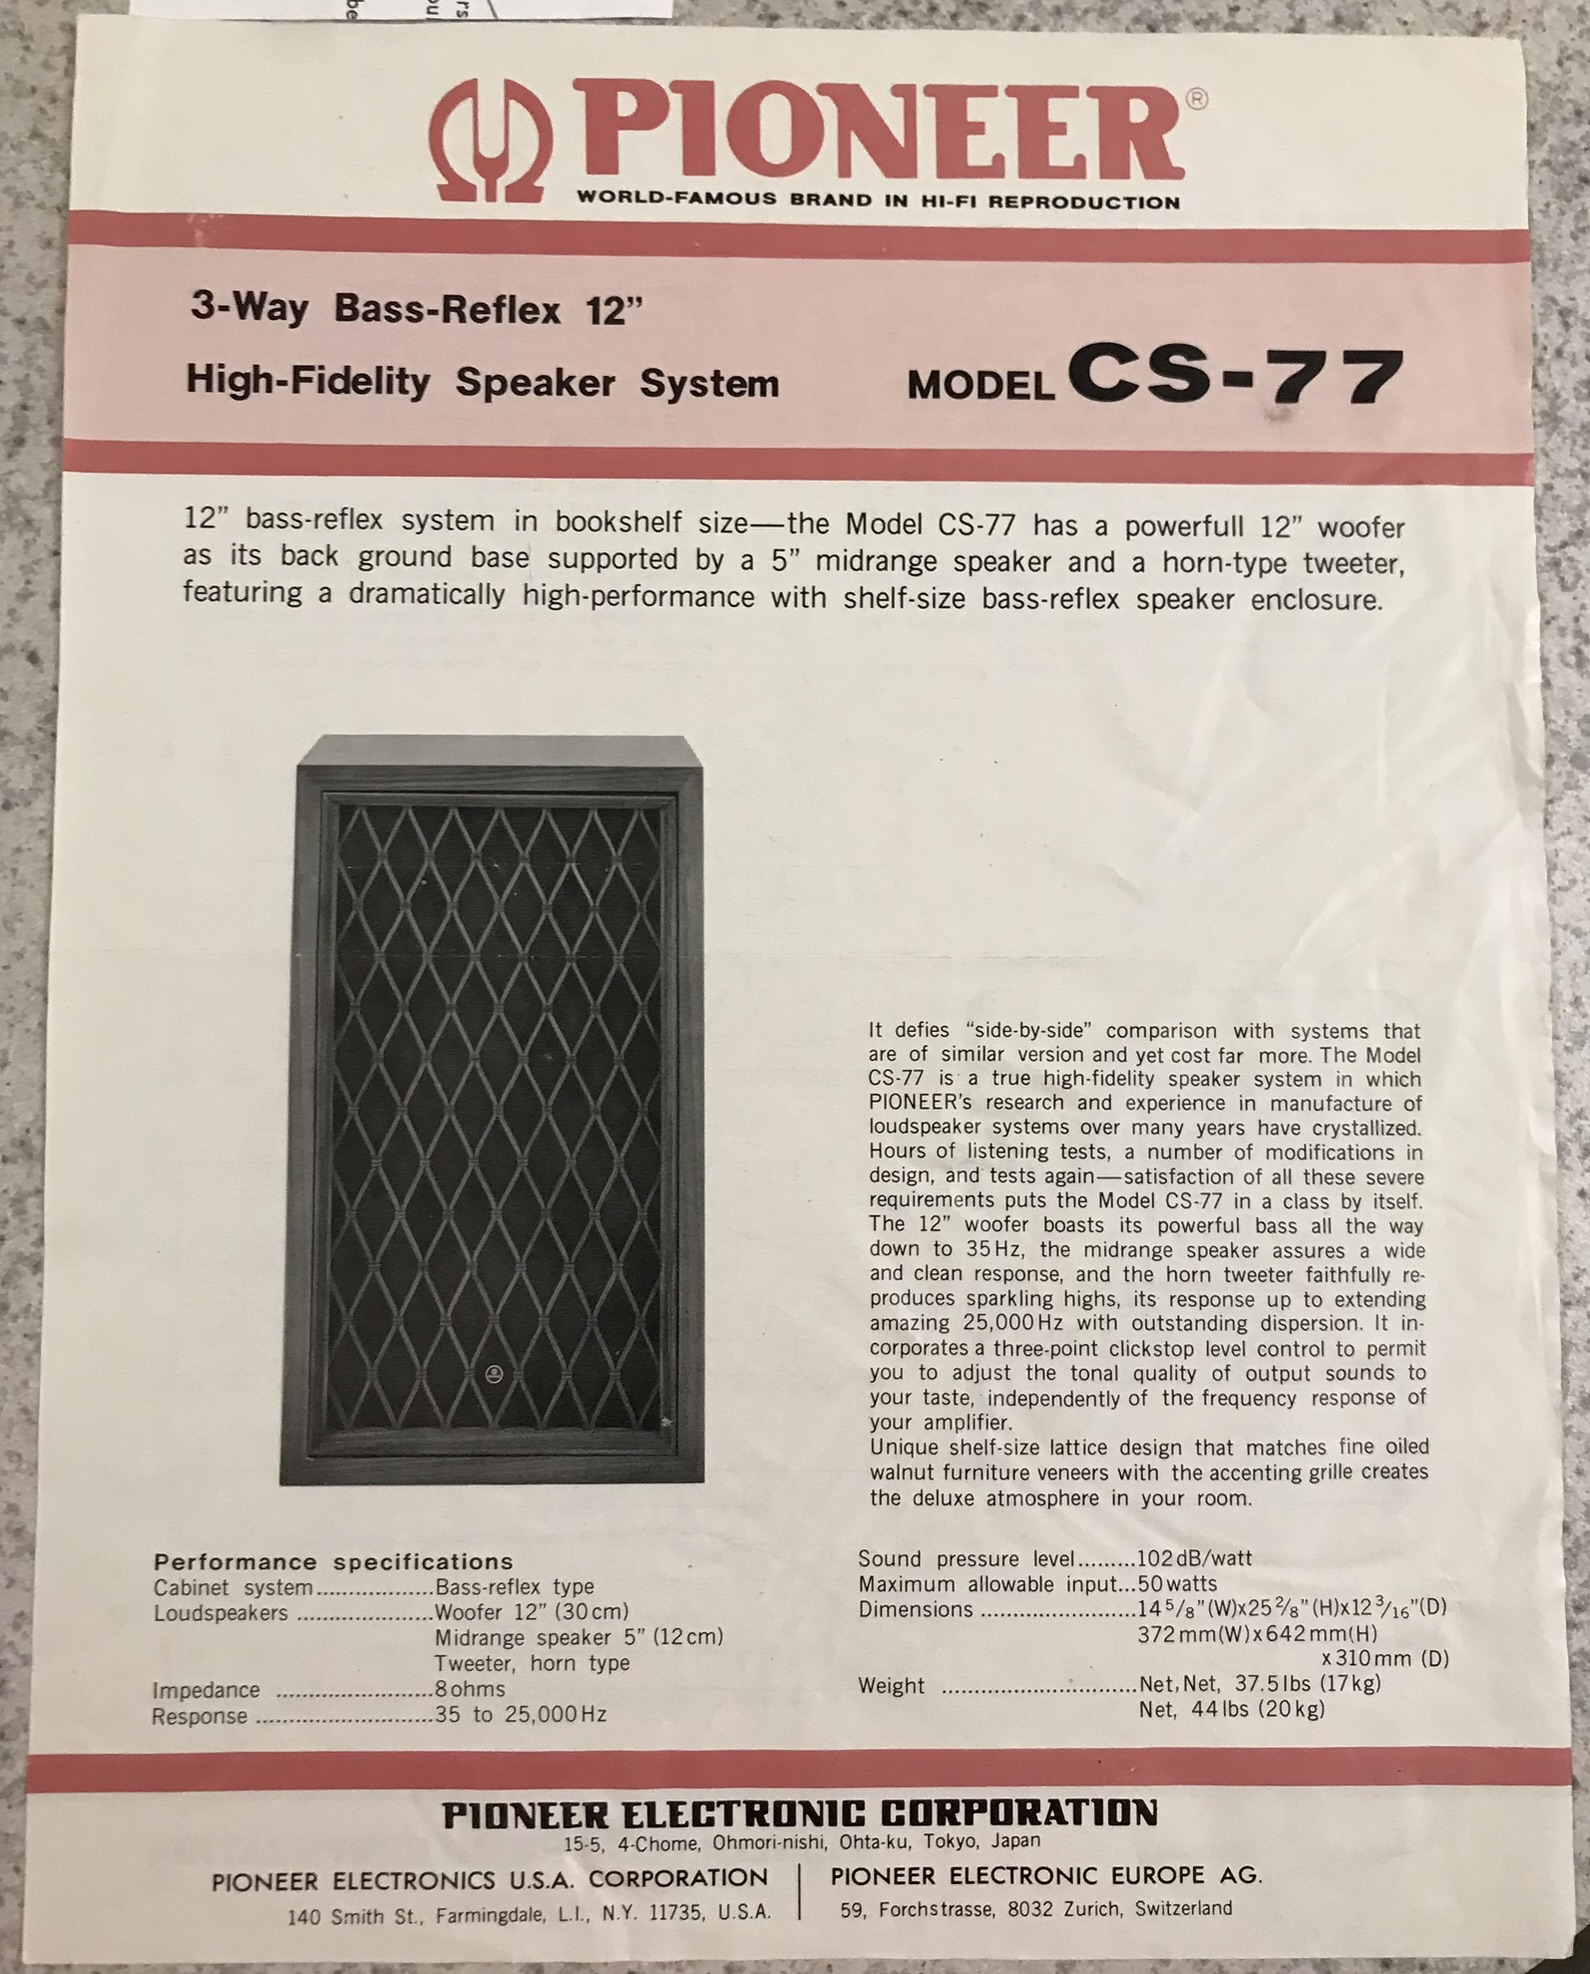 be
ou
rs
PIONEER®
WORLD-FAMOUS BRAND IN HI-FI REPRODUCTION
3-Way Bass-Reflex 12”
High-Fidelity Speaker System MODEL CS-77
12” bass-reflex system in bookshelf size—the Model CS-77 has a powerfull 12” woofer
as its back ground base supported by a 5” midrange speaker and a horn-type tweeter,
featuring a dramatically high-performance with shelf-size bass-reflex speaker enclosure.
It defies “side-by-side” comparison with systems that
are of similar version and yet cost far more. The Model
CS-77 is a true high-fidelity speaker system in which
PIONEER's research and experience in manufacture of
loudspeaker systems over many years have crystallized.
Hours of listening tests, a number of modifications in
design, and tests again—satisfaction of all these severe
requirements puts the Model CS-77 in a class by itself.
The 12” woofer boasts its powerful bass all the way
down to 35Hz, the midrange speaker assures a wide
and clean response, and the horn tweeter faithfully re-
produces sparkling highs, its response up to extending
amazing 25,000Hz with outstanding dispersion. It in-
corporates a three-point clickstop level control to permit
you to adjust the tonal quality of output sounds to
your taste, independently of the frequency response of
your amplifier.
Unique shelf-size lattice design that matches fine oiled
walnut furniture veneers with the accenting grille creates
the deluxe atmosphere in your room.
Performance specifications
Cabinet system..................Bass-reflex type
Loudspeakers .....................Woofer 12” (30cm)
Midrange speaker 5” (12cm)
Tweeter, horn type
Impedance ........................8ohms
Response ...........................35 to 25,000Hz
Sound pressure level.........102dB/watt
Maximum allowable input...50watts
Dimensions ........................14 5/8”(W)x25 2/8”(H)x12 3/16”(D)
372mm(W)x642mm(H)
x310mm (D)
Weight ..............................Net,Net, 37.5lbs (17kg)
Net, 44lbs (20kg)
PIONEER ELECTRONIC CORPORATION
15-5, 4-Chome, Ohmori-nishi, Ohta-ku, Tokyo, Japan
PIONEER ELECTRONICS U.S.A. CORPORATION
140 Smith St., Farmingdale, L.I., N.Y. 11735, U.S.A.
PIONEER ELECTRONIC EUROPE AG.
59, Forchstrasse, 8032 Zurich, Switzerland